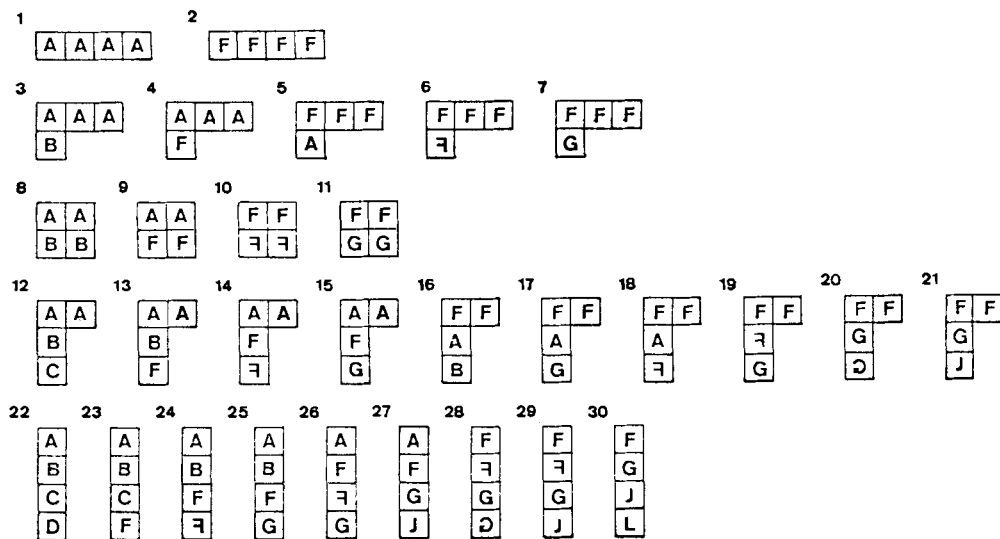 1 2
A A A A F F F F
3 4 5 6 7
A A A A A A F F F F F F F F F
B F A ꟻ G
8 9 10 11
A A A A F F F F
B B F F ꟻ ꟻ G G
12 13 14 15 16 17 18 19 20 21
A A A A A A A A F F F F F F F F F F F F
B B F F A A A ꟻ G G
C F ꟻ G B G ꟻ G G J
22 23 24 25 26 27 28 29 30
A A A A A A F F F
B B B B F F ꟻ ꟻ G
C C F F ꟻ G G G J
D F ꟻ G G J G J L